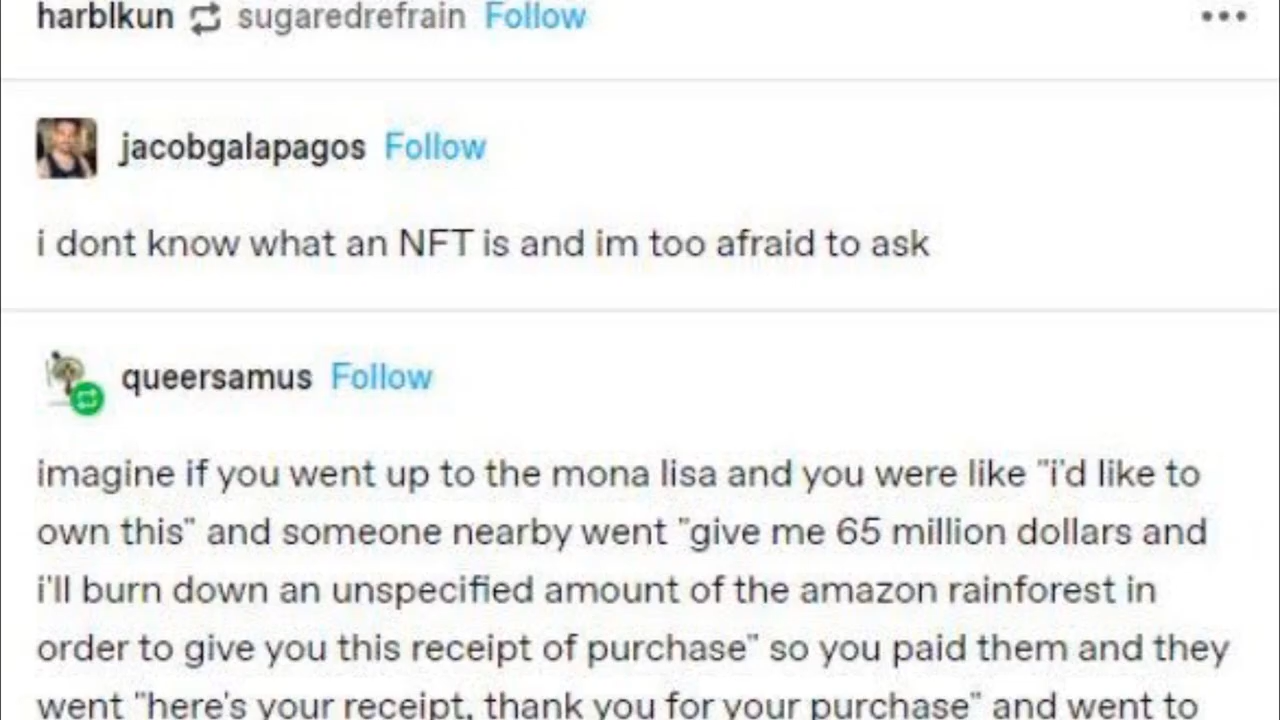 harblkun sugaredrefrain Follow
jacobgalapagos Follow
i dont know what an NFT is and im too afraid to ask
queersamus Follow
imagine if you went up to the mona lisa and you were like "i'd like to
own this" and someone nearby went "give me 65 million dollars and
i'll burn down an unspecified amount of the amazon rainforest in
order to give you this receipt of purchase" so you paid them and they
went "here's your receipt, thank you for your purchase" and went to